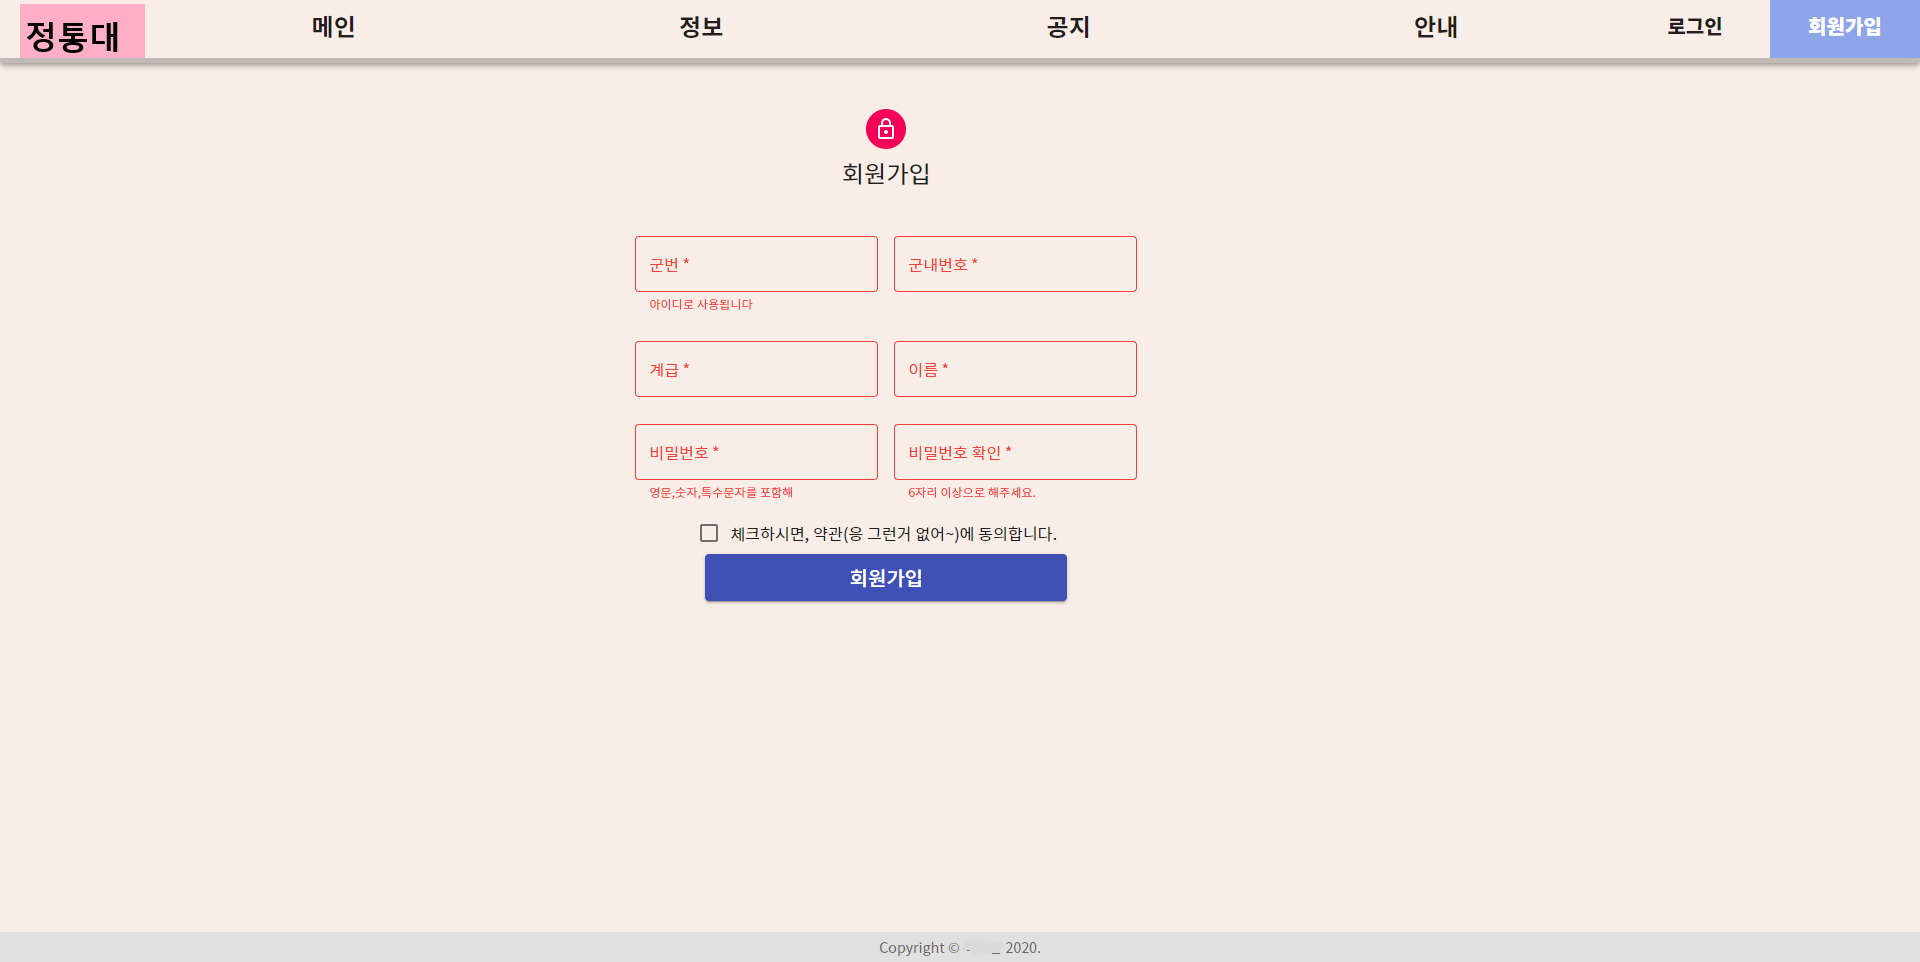 정통대 메인 정보 공지 안내 로그인 회원가입
회원가입
군번 * 군내번호 *
아이디로 사용됩니다
계급 * 이름 *
비밀번호 * 비밀번호 확인 *
영문,숫자,특수문자를 포함해 6자리 이상으로 해주세요.
체크하시면, 약관(응 그런거 없어~)에 동의합니다.
회원가입
Copyright © 2020.